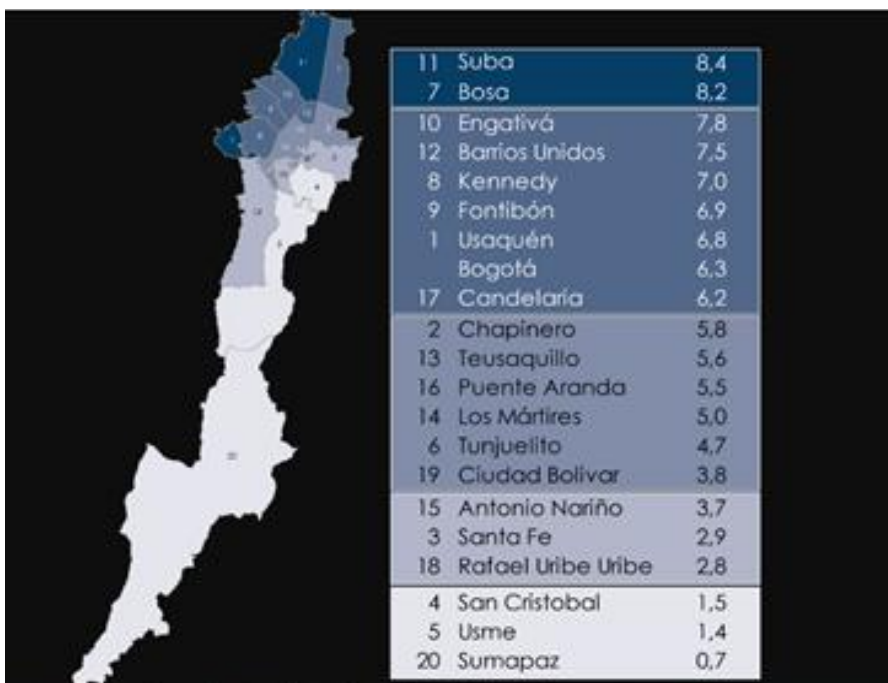 11 Suba 8,4
7 Bosa 8,2
10 Engativá 7,8
12 Barrios Unidos 7,5
8 Kennedy 7,0
9 Fontibón 6,9
1 Usaquén 6,8
Bogotá 6,3
17 Candelaria 6,2
2 Chapinero 5,8
13 Teusaquillo 5,6
16 Puente Aranda 5,5
14 Los Mártires 5,0
6 Tunjuelito 4,7
19 Ciudad Bolivar 3,8
15 Antonio Nariño 3,7
3 Santa Fe 2,9
18 Rafael Uribe Uribe 2,8
4 San Cristobal 1,5
5 Usme 1,4
20 Sumapaz 0,7